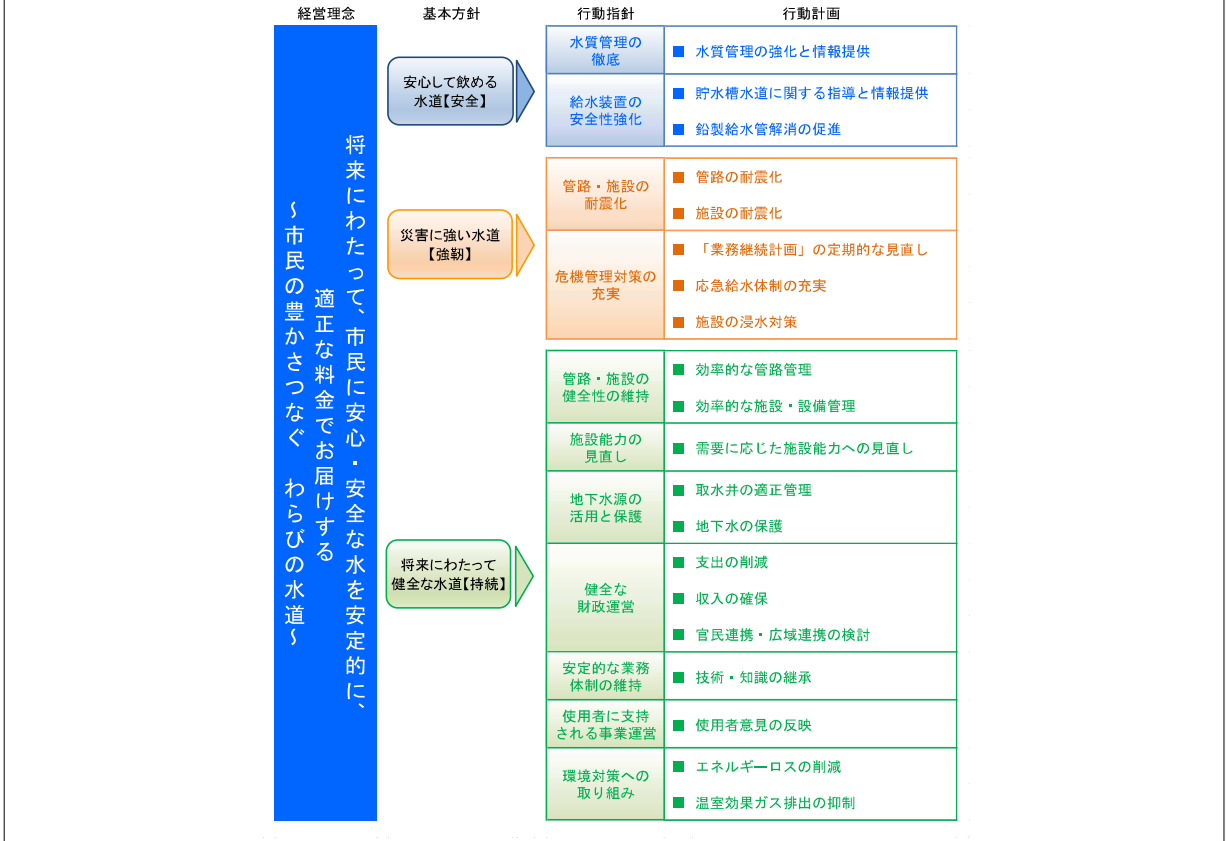 経営理念
基本方針
行動指針
行動計画
将来にわたって、市民に安心・安全な水を安定的に、
適正な料金でお届けする
～市民の豊かさつなぐ　わらびの水道～
安心して飲める
水道【安全】
水質管理の
徹底
■ 水質管理の強化と情報提供
給水装置の
安全性強化
■ 貯水槽水道に関する指導と情報提供
■ 鉛製給水管解消の促進
災害に強い水道
【強靭】
管路・施設の
耐震化
■ 管路の耐震化
■ 施設の耐震化
危機管理対策の
充実
■ 「業務継続計画」の定期的な見直し
■ 応急給水体制の充実
■ 施設の浸水対策
将来にわたって
健全な水道【持続】
管路・施設の
健全性の維持
■ 効率的な管路管理
■ 効率的な施設・設備管理
施設能力の
見直し
■ 需要に応じた施設能力への見直し
地下水源の
活用と保護
■ 取水井の適正管理
■ 地下水の保護
健全な
財政運営
■ 支出の削減
■ 収入の確保
■ 官民連携・広域連携の検討
安定的な業務
体制の維持
■ 技術・知識の継承
使用者に支持
される事業運営
■ 使用者意見の反映
環境対策への
取り組み
■ エネルギーロスの削減
■ 温室効果ガス排出の抑制